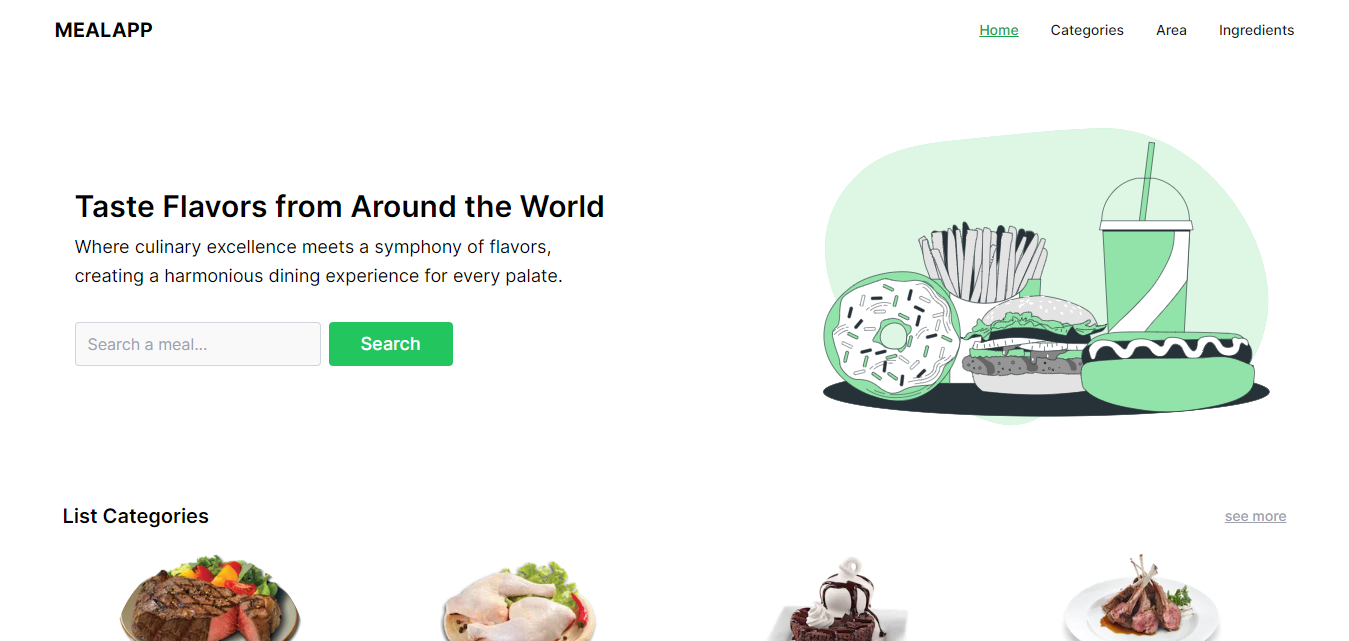 MEALAPP
Home
Categories
Area
Ingredients
Taste Flavors from Around the World
Where culinary excellence meets a symphony of flavors,
creating a harmonious dining experience for every palate.
Search a meal...
Search
List Categories
see more